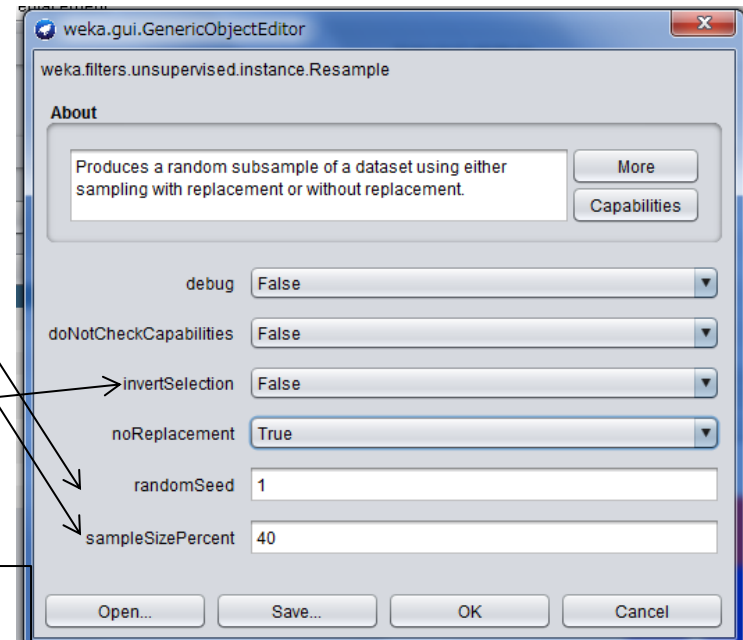 weka.gui.GenericObjectEditor
weka.filters.unsupervised.instance.Resample
About
Produces a random subsample of a dataset using either
sampling with replacement or without replacement.
More
Capabilities
debug False
doNotCheckCapabilities False
invertSelection False
noReplacement True
randomSeed 1
sampleSizePercent 40
Open... Save... OK Cancel